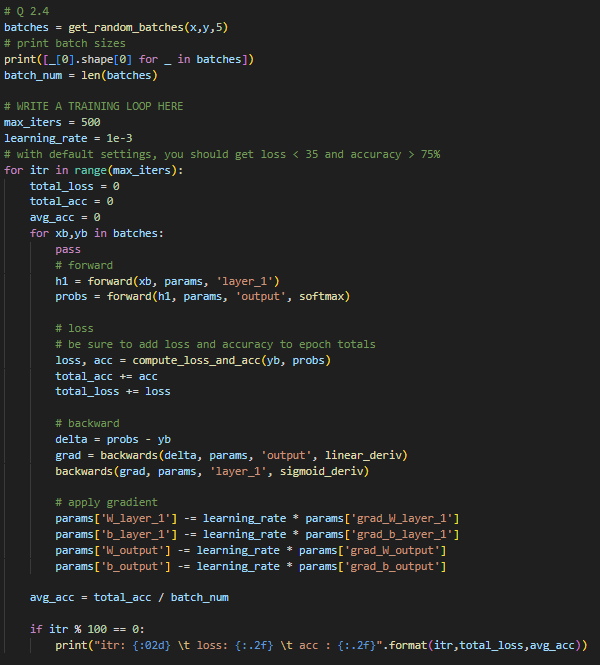 # Q 2.4
batches = get_random_batches(x,y,5)
# print batch sizes
print([_[0].shape[0] for _ in batches])
batch_num = len(batches)

# WRITE A TRAINING LOOP HERE
max_iters = 500
learning_rate = 1e-3
# with default settings, you should get loss < 35 and accuracy > 75%
for itr in range(max_iters):
    total_loss = 0
    total_acc = 0
    avg_acc = 0
    for xb,yb in batches:
        pass
        # forward
        h1 = forward(xb, params, 'layer_1')
        probs = forward(h1, params, 'output', softmax)

        # loss
        # be sure to add loss and accuracy to epoch totals
        loss, acc = compute_loss_and_acc(yb, probs)
        total_acc += acc
        total_loss += loss

        # backward
        delta = probs - yb
        grad = backwards(delta, params, 'output', linear_deriv)
        backwards(grad, params, 'layer_1', sigmoid_deriv)

        # apply gradient
        params['W_layer_1'] -= learning_rate * params['grad_W_layer_1']
        params['b_layer_1'] -= learning_rate * params['grad_b_layer_1']
        params['W_output'] -= learning_rate * params['grad_W_output']
        params['b_output'] -= learning_rate * params['grad_b_output']

    avg_acc = total_acc / batch_num

    if itr % 100 == 0:
        print("itr: {:02d} \t loss: {:.2f} \t acc : {:.2f}".format(itr,total_loss,avg_acc))